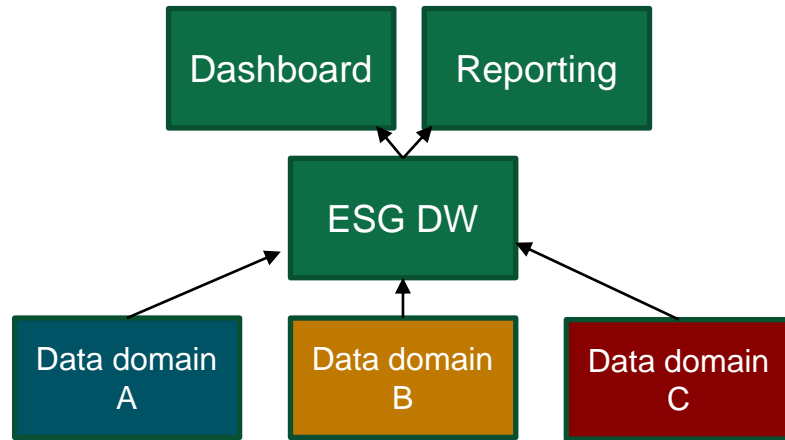 Dashboard
Reporting
ESG DW
Data domain
A
Data domain
B
Data domain
C